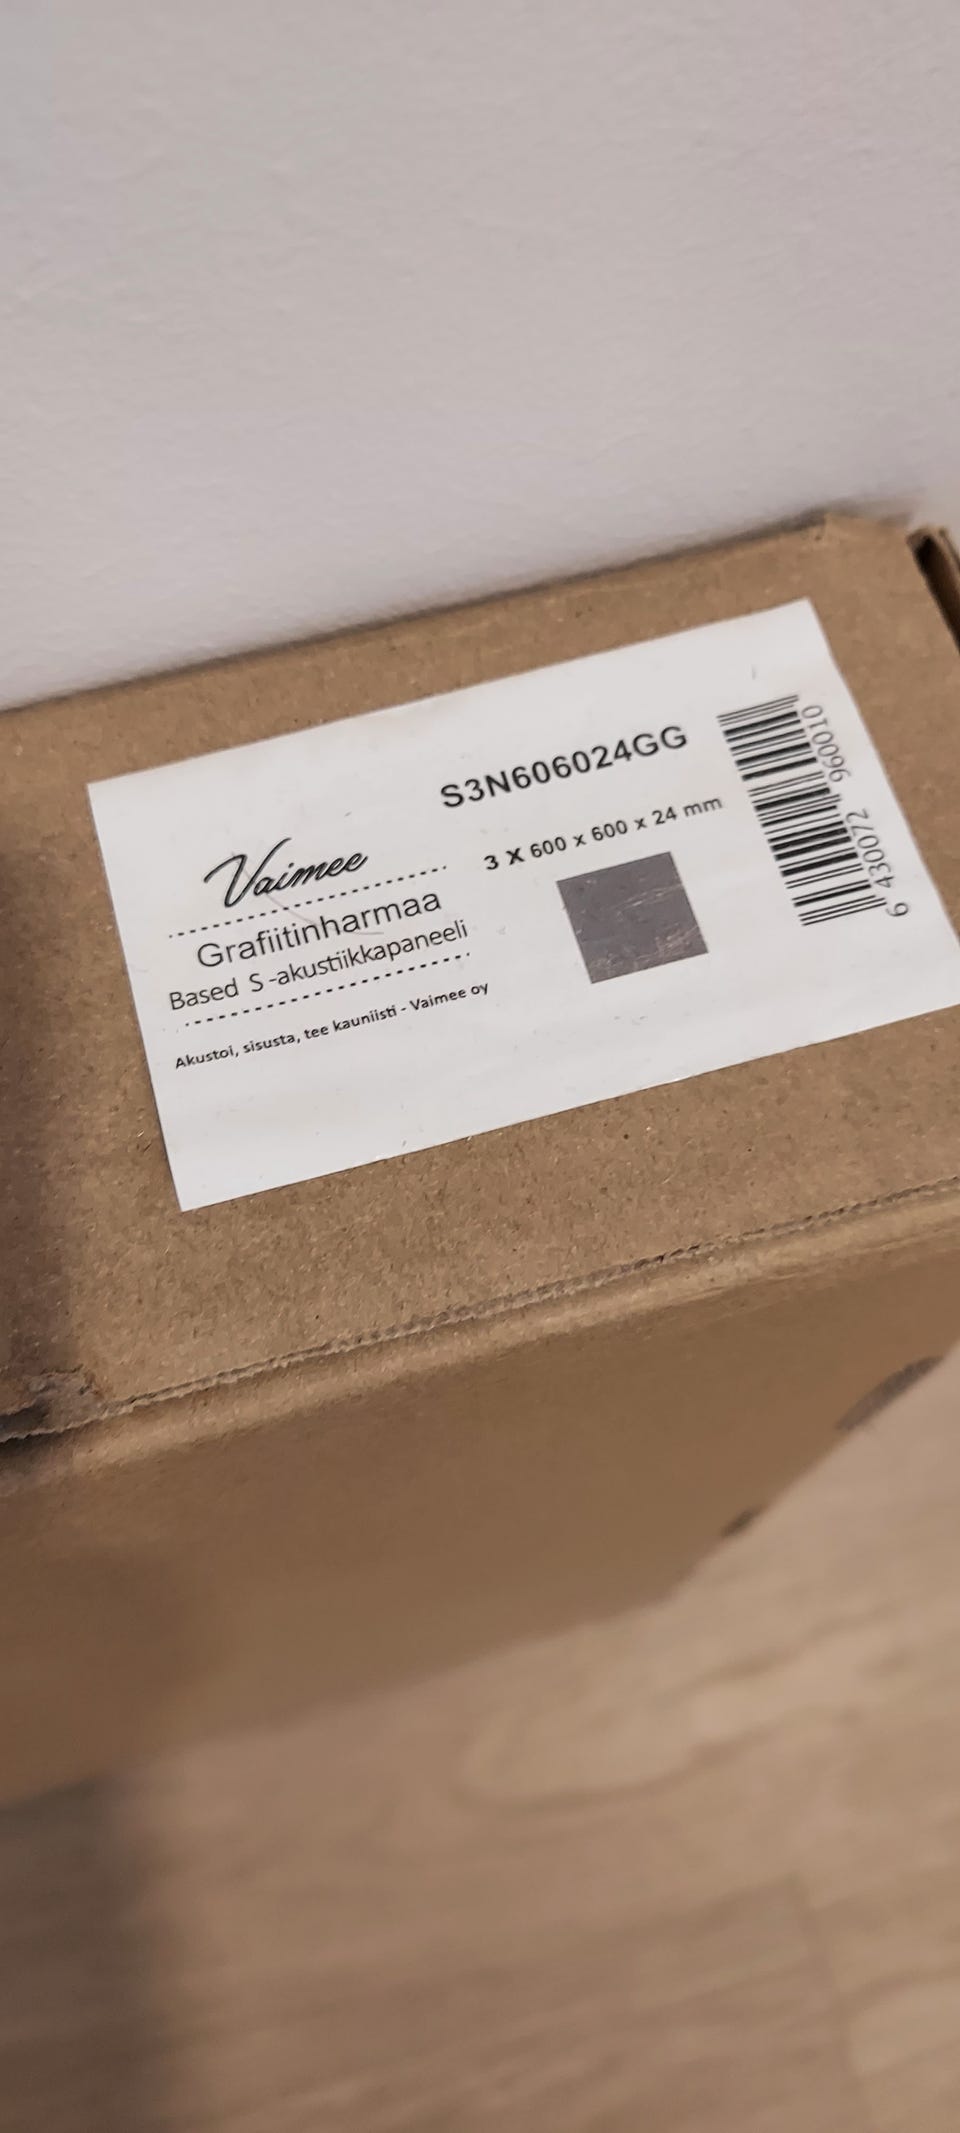 Vaimee
Grafiitinharmaa
Based S-akustiikkapaneeli
Akustoi, sisusta, tee kauniisti - Vaimee oy
S3N606024GG
3 X 600 x 600 x 24 mm
6 430072 960010